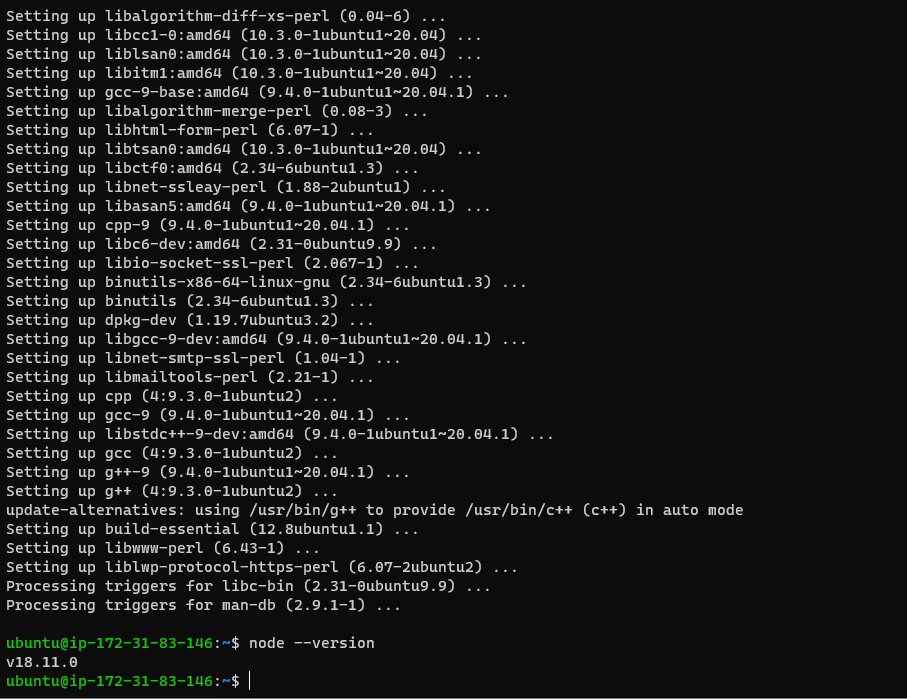 Setting up libalgorithm-diff-xs-perl (0.04-6) ...
Setting up libcc1-0:amd64 (10.3.0-1ubuntu1~20.04) ...
Setting up liblsan0:amd64 (10.3.0-1ubuntu1~20.04) ...
Setting up libitm1:amd64 (10.3.0-1ubuntu1~20.04) ...
Setting up gcc-9-base:amd64 (9.4.0-1ubuntu1~20.04.1) ...
Setting up libalgorithm-merge-perl (0.08-3) ...
Setting up libhtml-form-perl (6.07-1) ...
Setting up libtsan0:amd64 (10.3.0-1ubuntu1~20.04) ...
Setting up libctf0:amd64 (2.34-6ubuntu1.3) ...
Setting up libnet-ssleay-perl (1.88-2ubuntu1) ...
Setting up libasan5:amd64 (9.4.0-1ubuntu1~20.04.1) ...
Setting up cpp-9 (9.4.0-1ubuntu1~20.04.1) ...
Setting up libc6-dev:amd64 (2.31-0ubuntu9.9) ...
Setting up libio-socket-ssl-perl (2.067-1) ...
Setting up binutils-x86-64-linux-gnu (2.34-6ubuntu1.3) ...
Setting up binutils (2.34-6ubuntu1.3) ...
Setting up dpkg-dev (1.19.7ubuntu3.2) ...
Setting up libgcc-9-dev:amd64 (9.4.0-1ubuntu1~20.04.1) ...
Setting up libnet-smtp-ssl-perl (1.04-1) ...
Setting up libmailtools-perl (2.21-1) ...
Setting up cpp (4:9.3.0-1ubuntu2) ...
Setting up gcc-9 (9.4.0-1ubuntu1~20.04.1) ...
Setting up libstdc++-9-dev:amd64 (9.4.0-1ubuntu1~20.04.1) ...
Setting up gcc (4:9.3.0-1ubuntu2) ...
Setting up g++-9 (9.4.0-1ubuntu1~20.04.1) ...
Setting up g++ (4:9.3.0-1ubuntu2) ...
update-alternatives: using /usr/bin/g++ to provide /usr/bin/c++ (c++) in auto mode
Setting up build-essential (12.8ubuntu1.1) ...
Setting up libwww-perl (6.43-1) ...
Setting up liblwp-protocol-https-perl (6.07-2ubuntu2) ...
Processing triggers for libc-bin (2.31-0ubuntu9.9) ...
Processing triggers for man-db (2.9.1-1) ...
ubuntu@ip-172-31-83-146:~$ node --version
v18.11.0
ubuntu@ip-172-31-83-146:~$